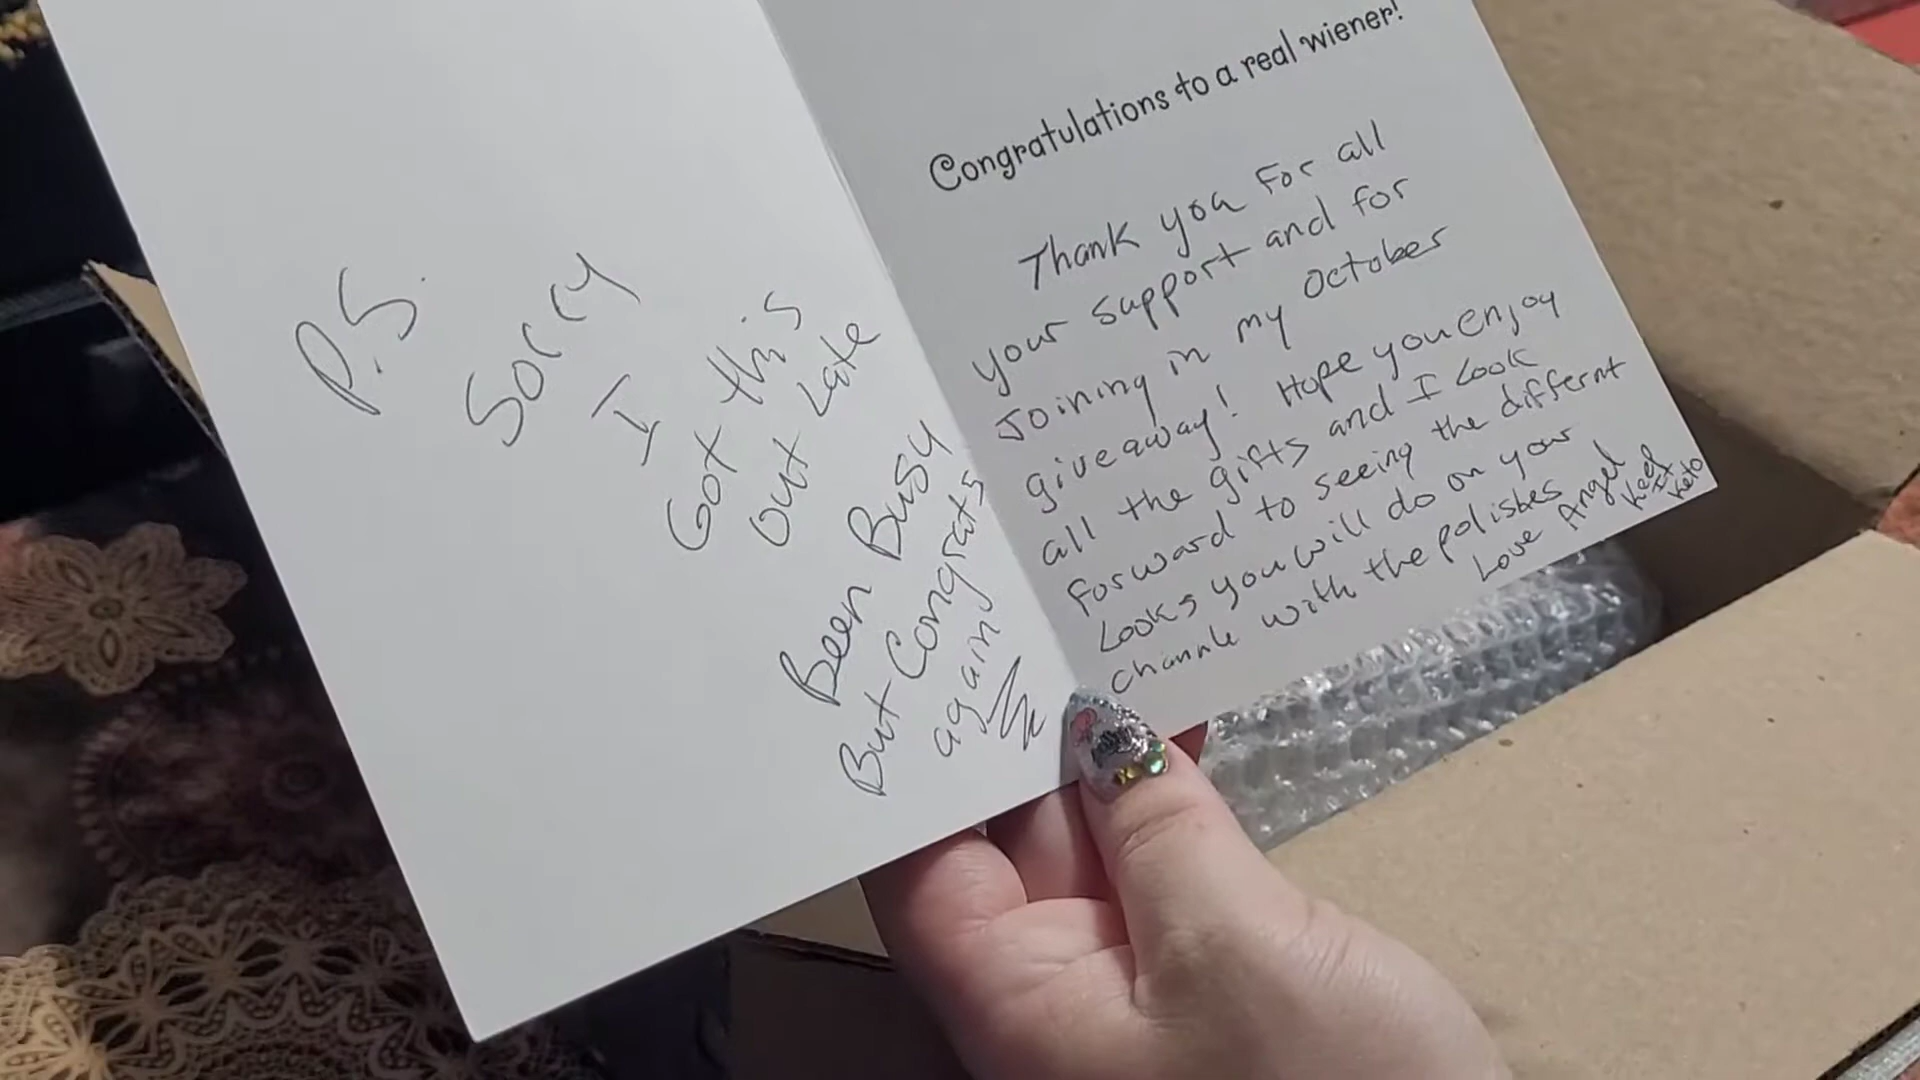 P.S.
Sorry
I
Got this
out Late
Been Busy
But Congrats
again
Congratulations to a real wiener!
Thank you For all
your support and for
Joining in my October
giveaway! Hope you enjoy
all the gifts and I Look
forward to seeing the differnt
Looks you will do on your
channle with the polishes
Love Angel
Keep
It
Keto